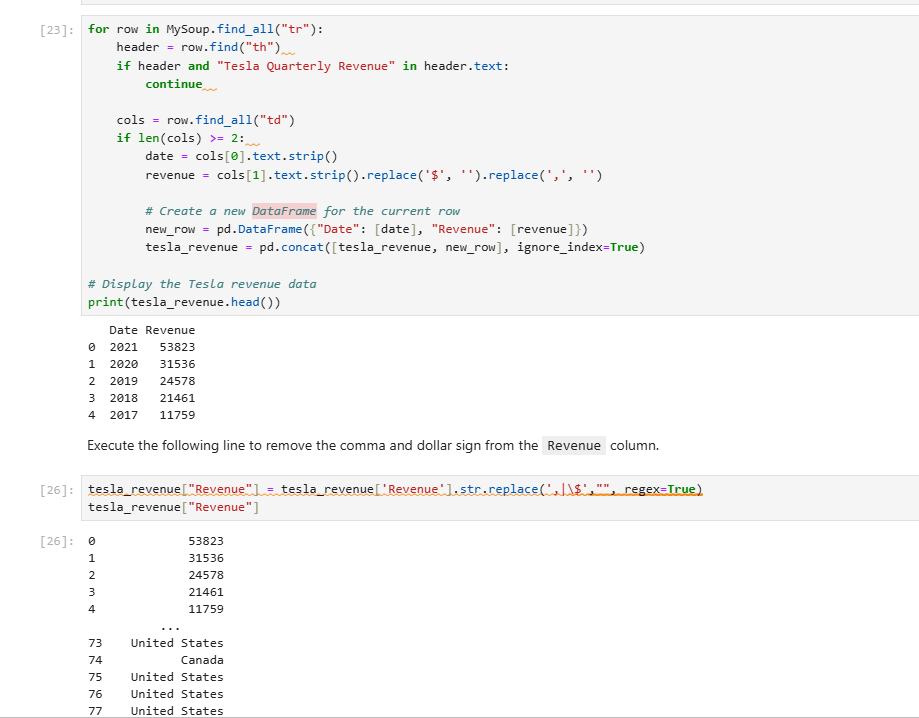 [23]: for row in MySoup.find_all("tr"):
    header = row.find("th")
    if header and "Tesla Quarterly Revenue" in header.text:
        continue

    cols = row.find_all("td")
    if len(cols) >= 2:
        date = cols[0].text.strip()
        revenue = cols[1].text.strip().replace('$', '').replace(',', '')

        # Create a new DataFrame for the current row
        new_row = pd.DataFrame({"Date": [date], "Revenue": [revenue]})
        tesla_revenue = pd.concat([tesla_revenue, new_row], ignore_index=True)

# Display the Tesla revenue data
print(tesla_revenue.head())
   Date Revenue
0  2021   53823
1  2020   31536
2  2019   24578
3  2018   21461
4  2017   11759
Execute the following line to remove the comma and dollar sign from the Revenue column.
[26]: tesla_revenue["Revenue"] = tesla_revenue['Revenue'].str.replace(',|\$',"", regex=True)
tesla_revenue["Revenue"]
[26]: 0             53823
1             31536
2             24578
3             21461
4             11759
          ...
73    United States
74           Canada
75    United States
76    United States
77    United States